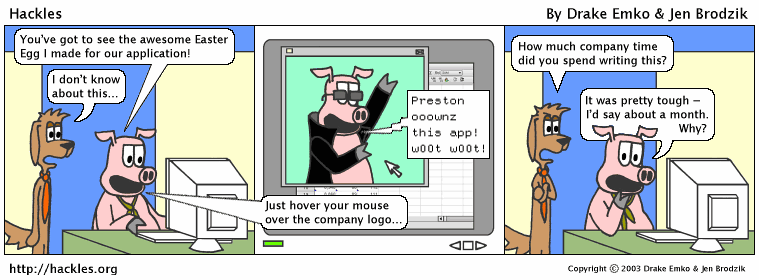 Hackles
By Drake Emko & Jen Brodzik
You've got to see the awesome Easter
Egg I made for our application!
I don't know
about this...
Just hover your mouse
over the company logo...
Preston
ooownz
this app!
w00t w00t!
How much company time
did you spend writing this?
It was pretty tough –
I'd say about a month.
Why?
http://hackles.org
Copyright © 2003 Drake Emko & Jen Brodzik